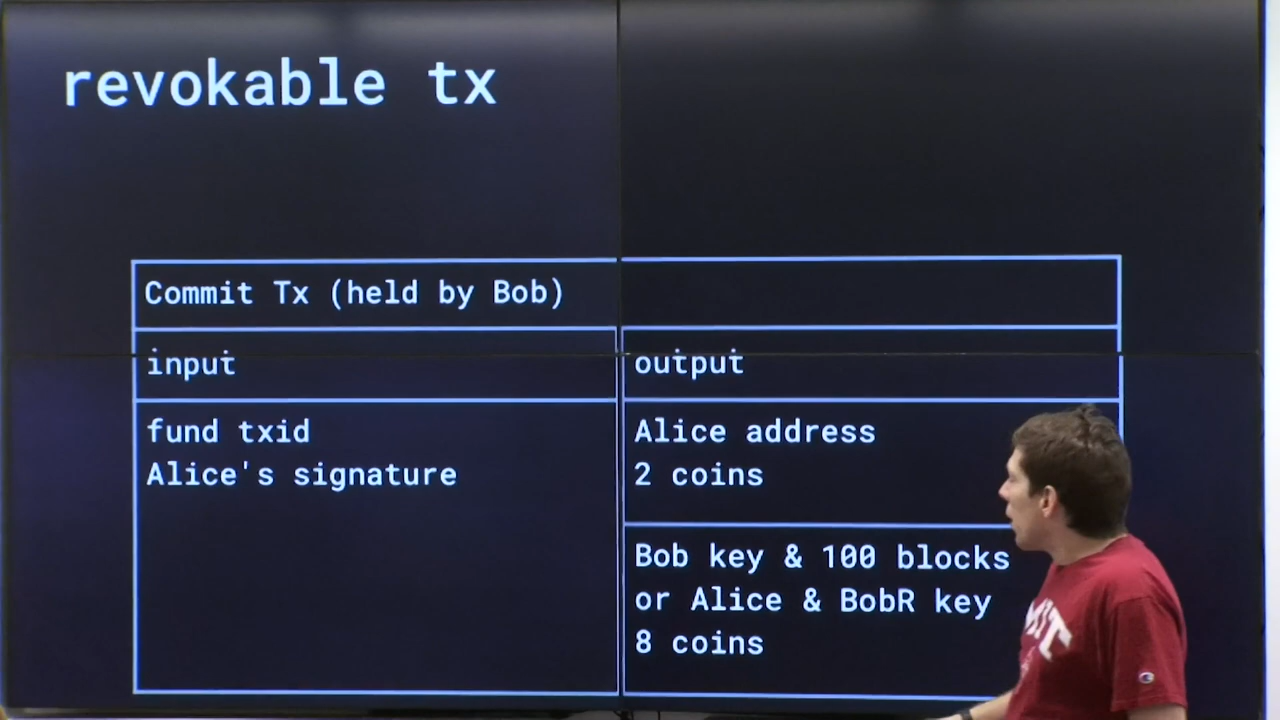 revokable tx
Commit Tx (held by Bob)
input
output
fund txid
Alice's signature
Alice address
2 coins
Bob key & 100 blocks
or Alice & BobR key
8 coins
MIT